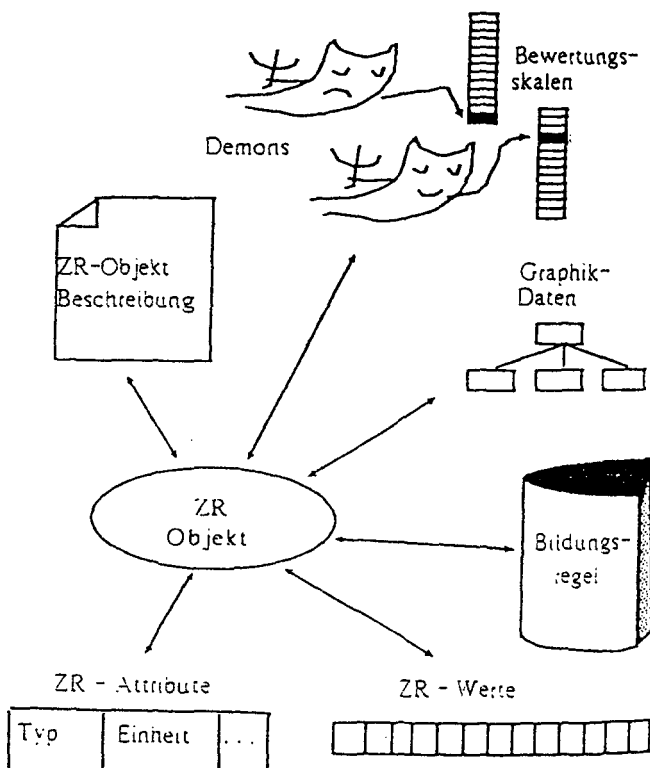 Bewertungs-
skalen
Demons
ZR-Objekt
Beschreibung
Graphik-
Daten
ZR
Objekt
Bildungs-
regel
ZR - Attribute
ZR - Werte
Typ
Einheit
...